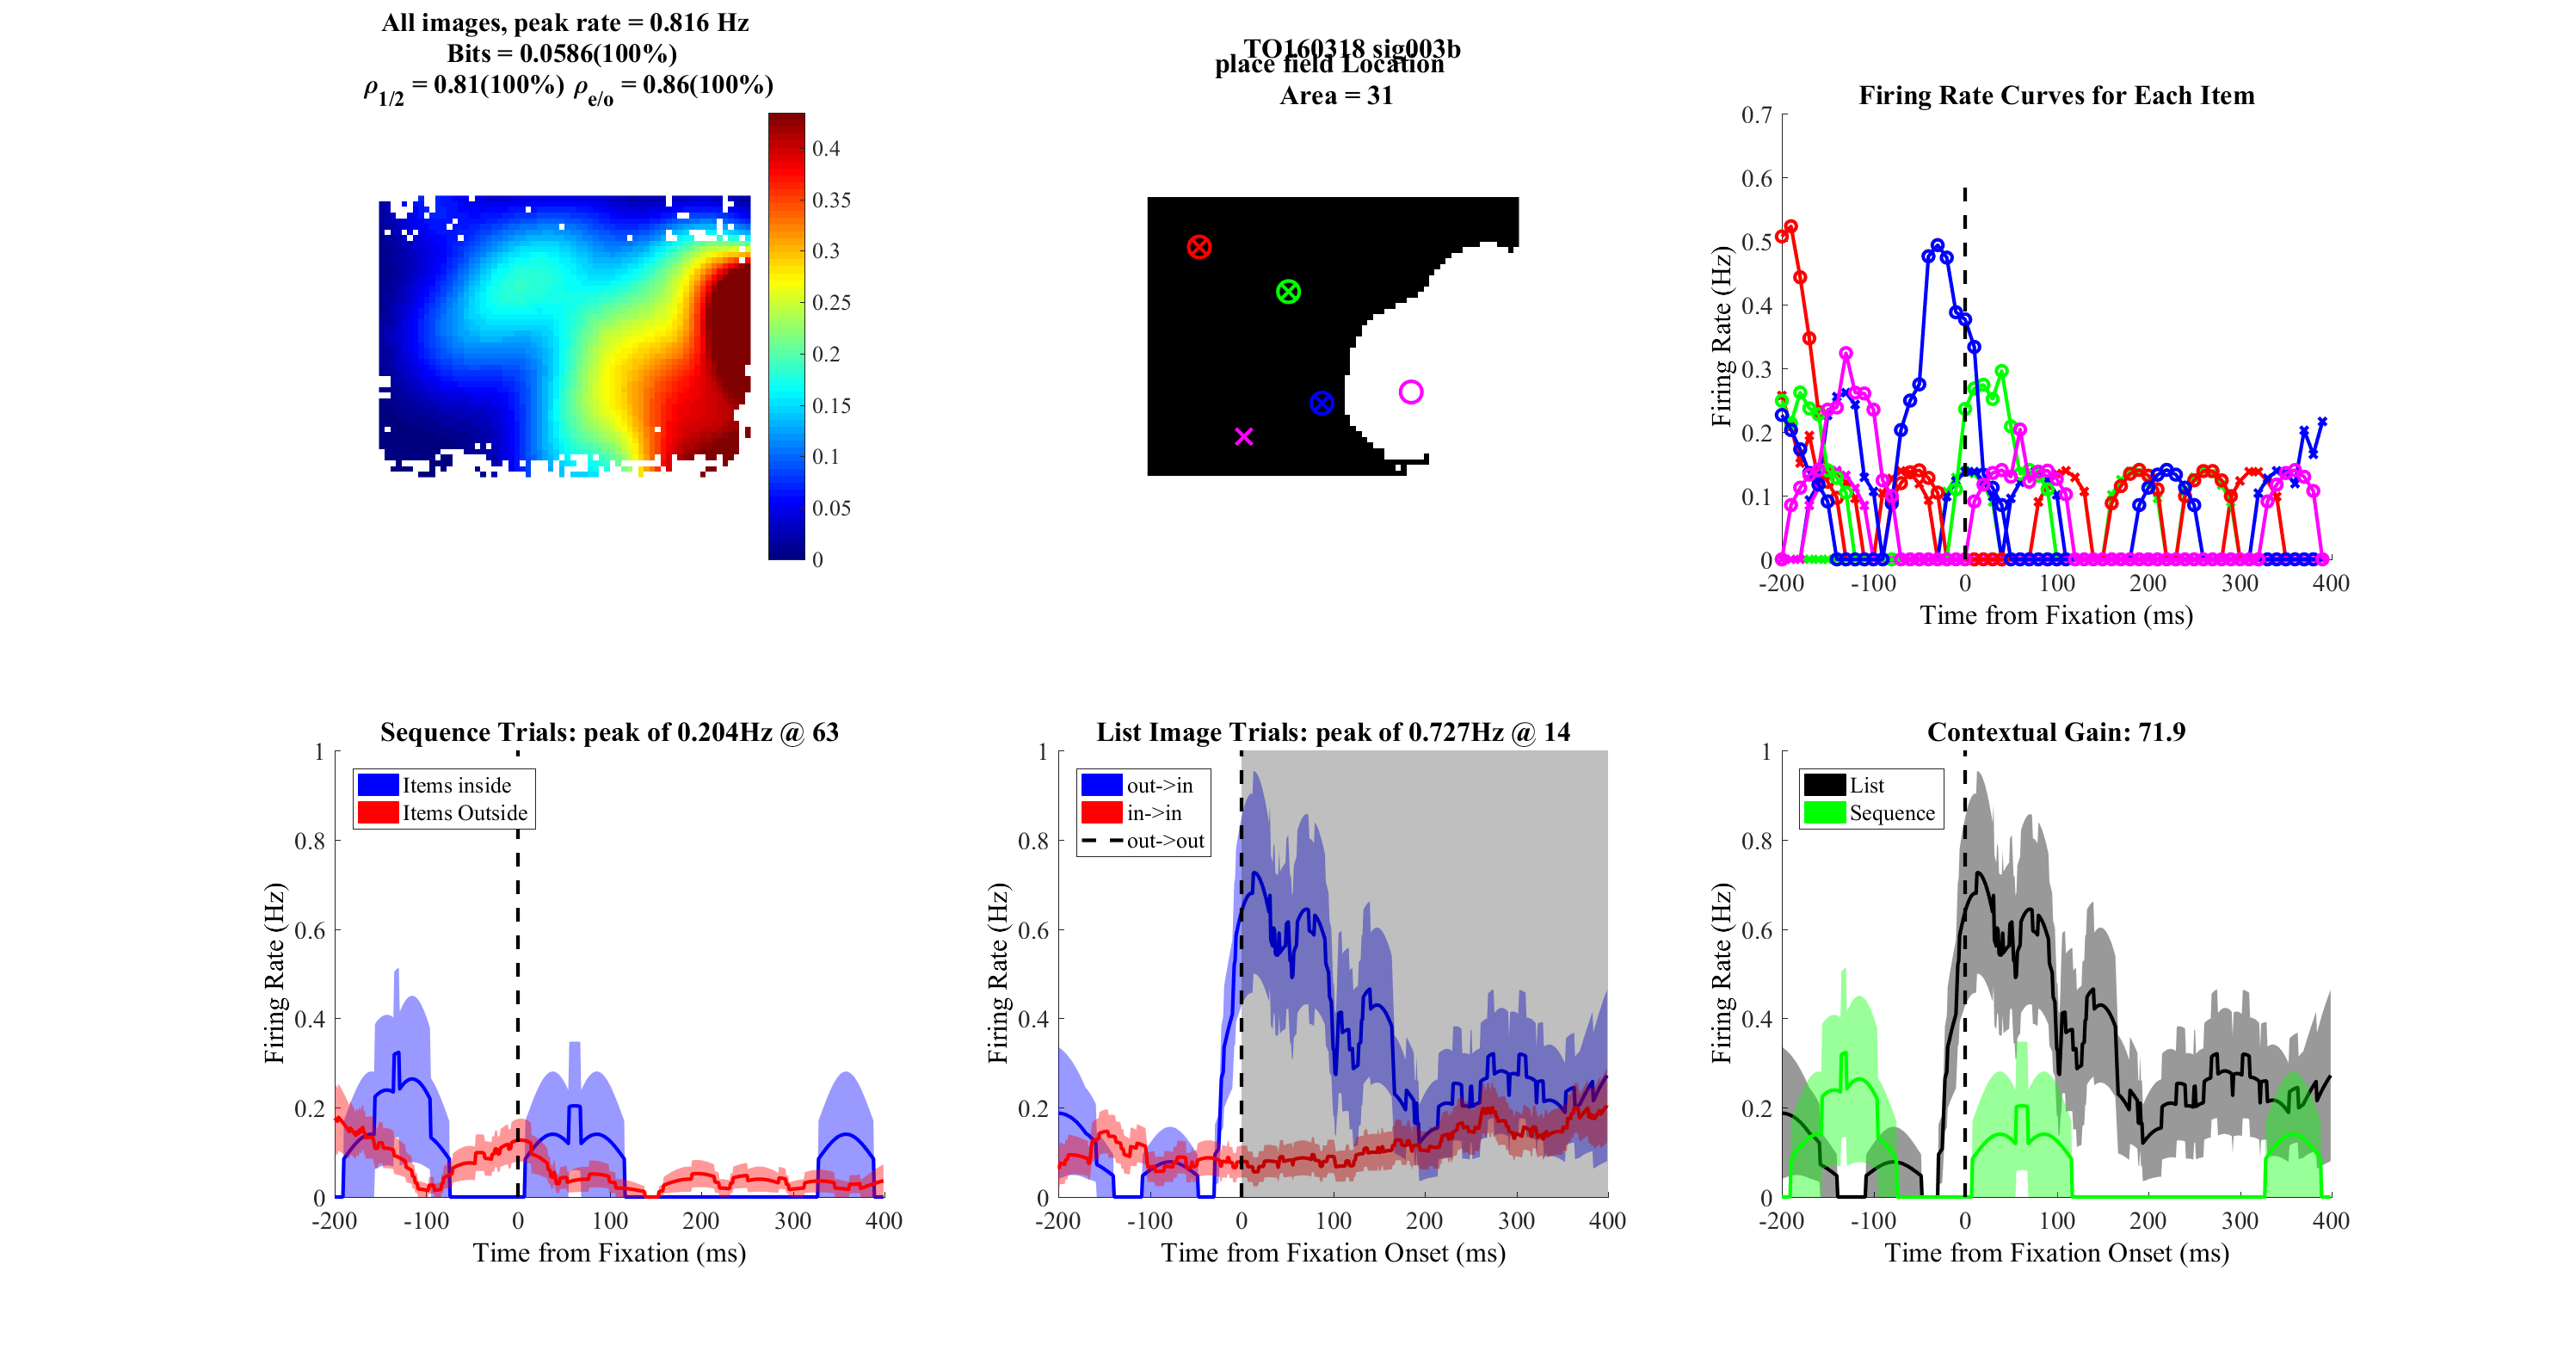 All images, peak rate = 0.816 Hz
Bits = 0.0586(100%)
ρ1/2 = 0.81(100%) ρe/o = 0.86(100%)
0.4
0.35
0.3
0.25
0.2
0.15
0.1
0.05
0
TO160318 sig003b
place field Location
Area = 31
Firing Rate Curves for Each Item
Firing Rate (Hz)
0.7
0.6
0.5
0.4
0.3
0.2
0.1
0
-200 -100 0 100 200 300 400
Time from Fixation (ms)
Sequence Trials: peak of 0.204Hz @ 63
Items inside
Items Outside
Firing Rate (Hz)
1
0.8
0.6
0.4
0.2
0
-200 -100 0 100 200 300 400
Time from Fixation (ms)
List Image Trials: peak of 0.727Hz @ 14
out->in
in->in
out->out
Firing Rate (Hz)
1
0.8
0.6
0.4
0.2
0
-200 -100 0 100 200 300 400
Time from Fixation Onset (ms)
Contextual Gain: 71.9
List
Sequence
Firing Rate (Hz)
1
0.8
0.6
0.4
0.2
0
-200 -100 0 100 200 300 400
Time from Fixation Onset (ms)